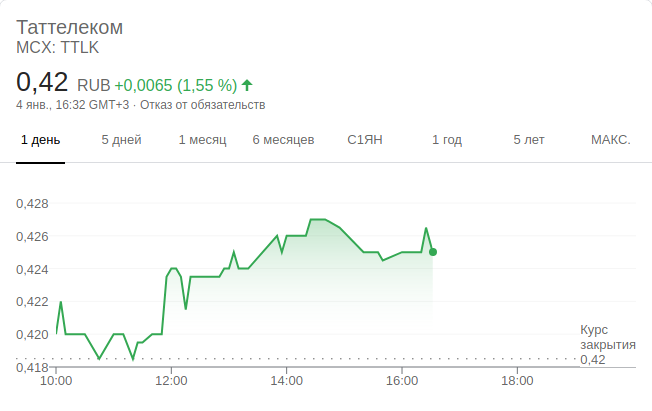 Таттелеком
MCX: TTLK
0,42 RUB +0,0065 (1,55 %)
4 янв., 16:32 GMT+3 · Отказ от обязательств
1 день 5 дней 1 месяц 6 месяцев С1ЯН 1 год 5 лет МАКС.
0,428
0,426
0,424
0,422
0,420
0,418
Курс
закрытия
0,42
10:00 12:00 14:00 16:00 18:00